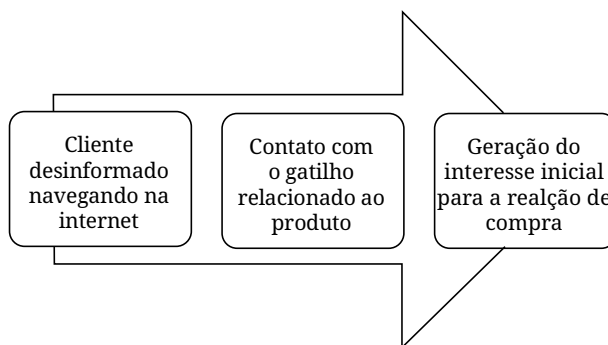 Cliente
desinformado
navegando na
internet
Contato com
o gatilho
relacionado ao
produto
Geração do
interesse inicial
para a realção de
compra